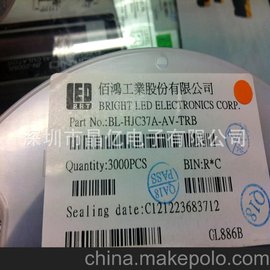 LED
佰鴻工業股份有限公司
BRIGHT LED ELECTRONICS CORP.
Part No.:BL-HJC37A-AV-TRB
深圳市晶亿电子有限公司
Quantity:3000PCS
BIN:R*C
QA18
PASS
Sealing date:C121223683712
GL886B
china.alibaba.com